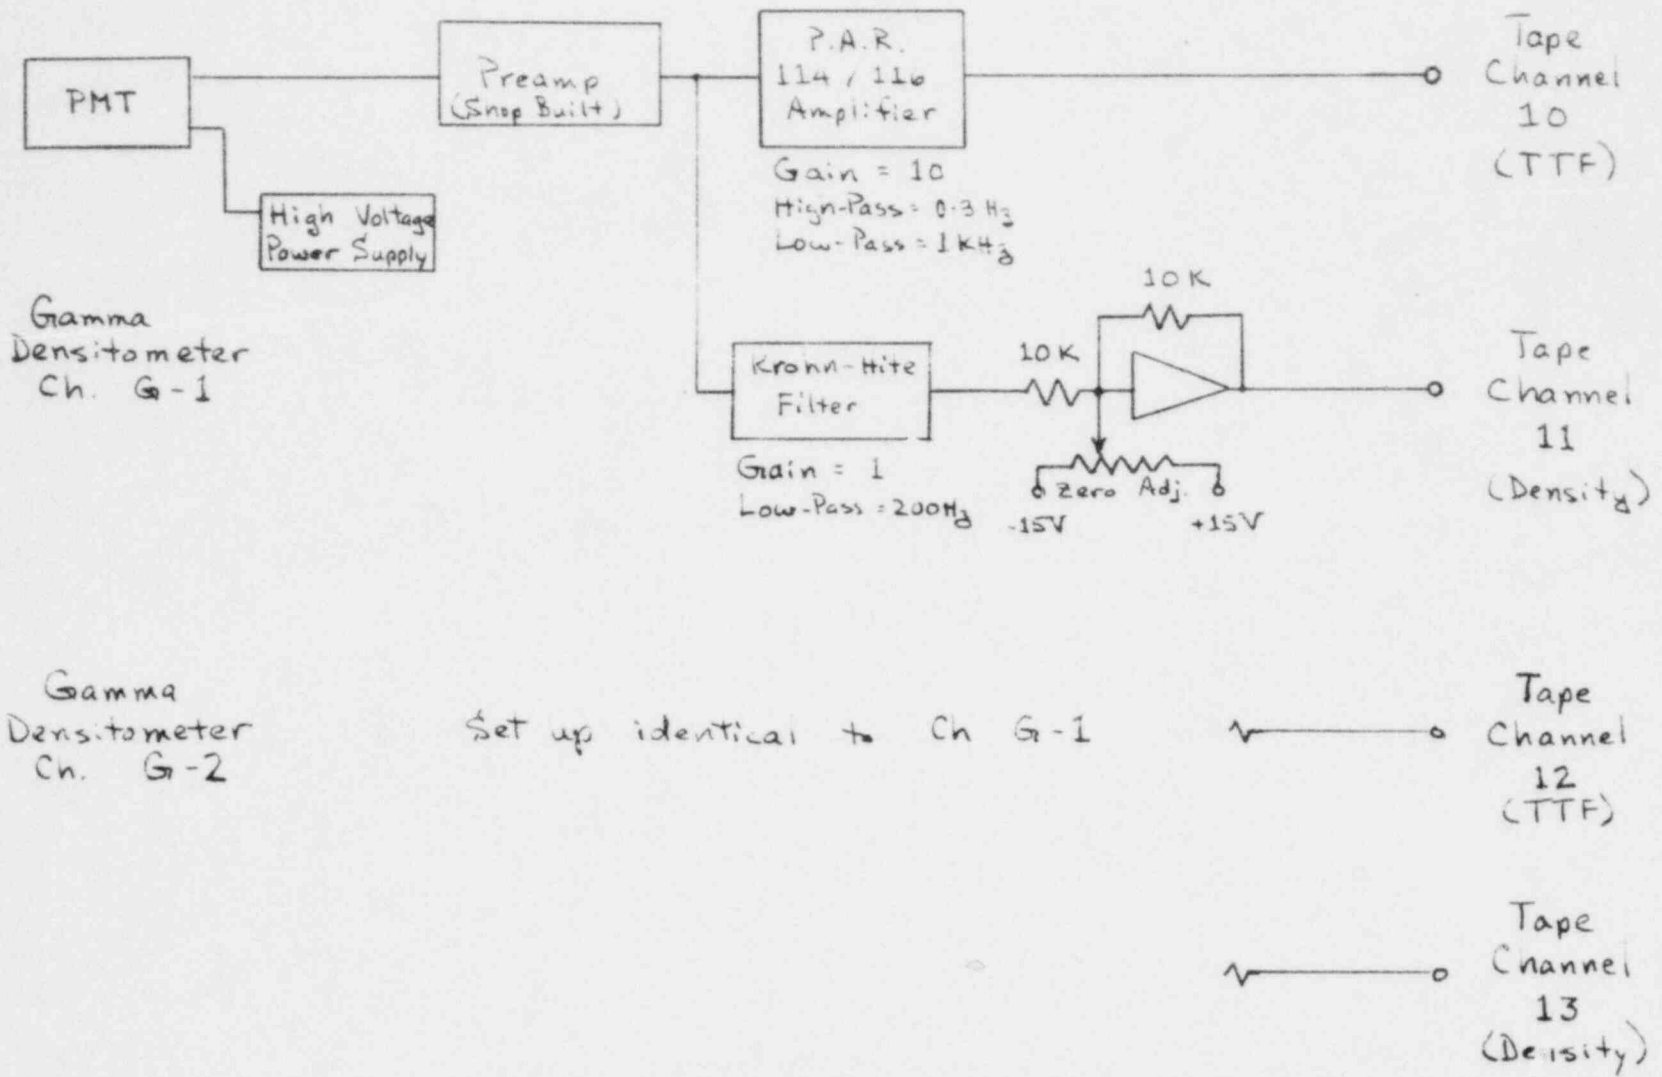 PMT
Preamp
(Shop Built)
P.A.R.
114 / 116
Amplifier
Gain = 10
High-Pass = 0.3 Hz
Low-Pass = 1 KHz
Tape
Channel
10
(TTF)
High Voltage
Power Supply
Gamma
Densitometer
Ch. G-1
Krohn-Hite
Filter
Gain = 1
Low-Pass = 200Hz
10K
10K
Zero Adj.
-15V
+15V
Tape
Channel
11
(Density)
Gamma
Densitometer
Ch. G-2
Set up identical to Ch G-1
Tape
Channel
12
(TTF)
Tape
Channel
13
(Density)